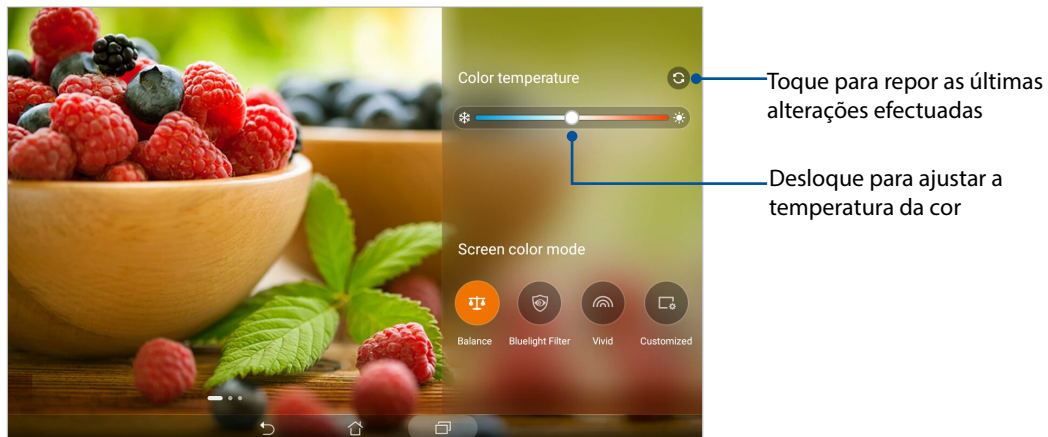 Color temperature
Toque para repor as últimas
alterações efectuadas
Desloque para ajustar a
temperatura da cor
Screen color mode
Balance
Bluelight Filter
Vivid
Customized